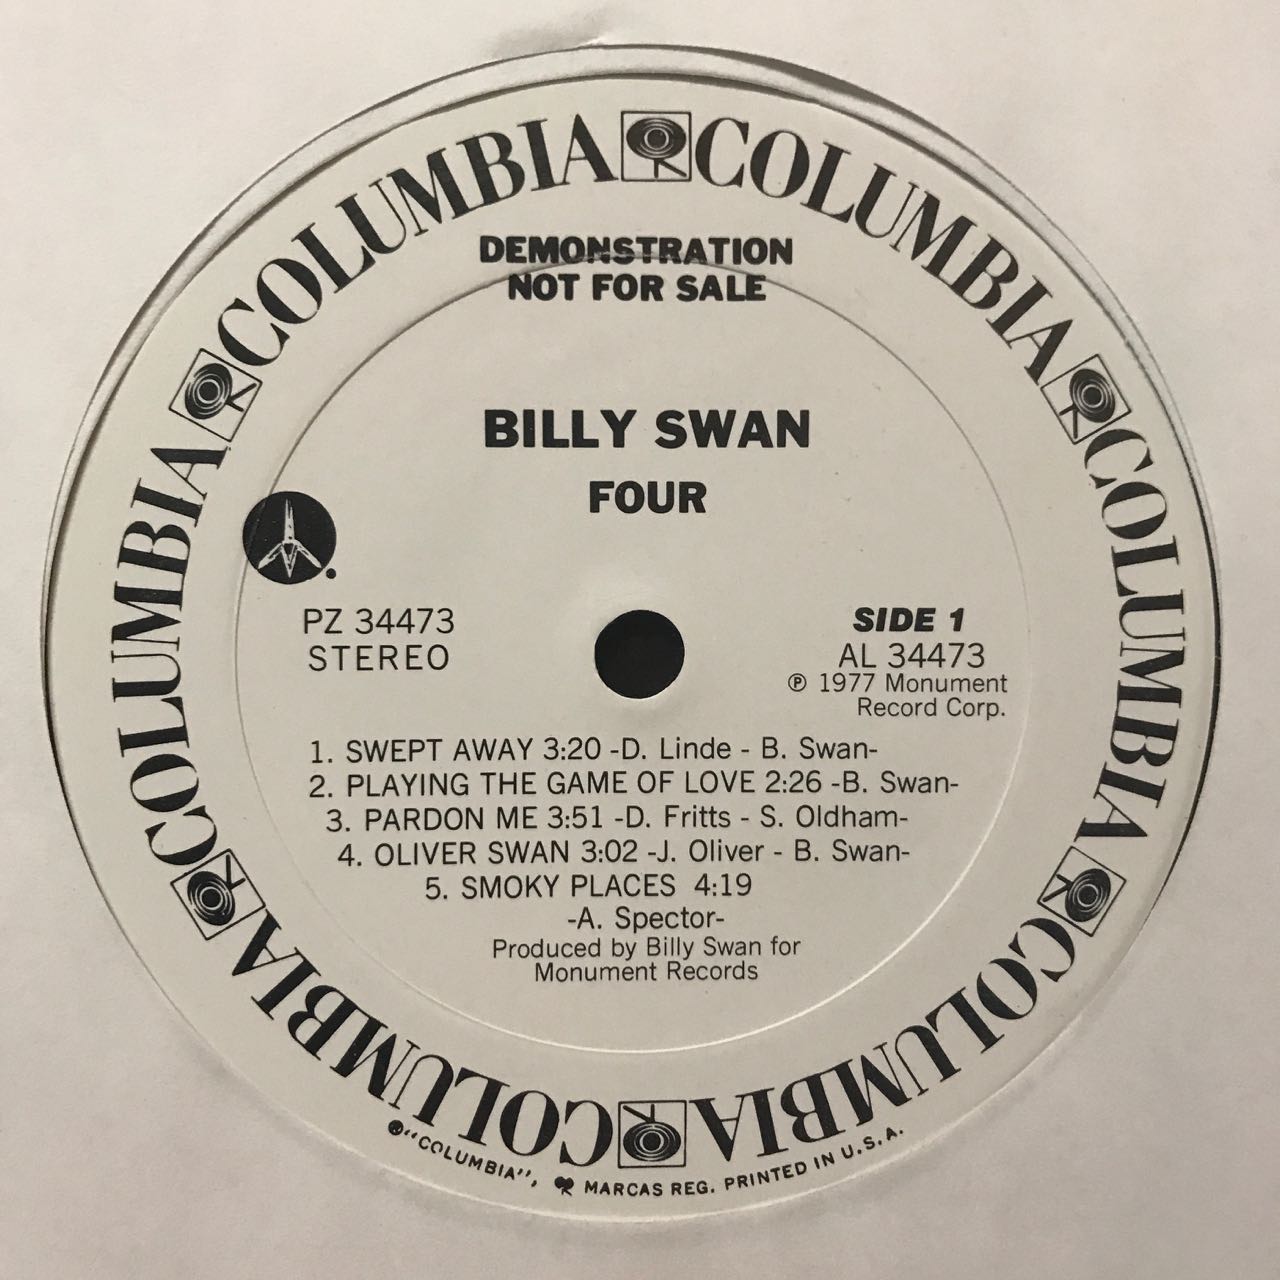 COLUMBIA COLUMBIA COLUMBIA COLUMBIA COLUMBIA COLUMBIA
DEMONSTRATION
NOT FOR SALE
BILLY SWAN
FOUR
PZ 34473
STEREO
SIDE 1
AL 34473
℗ 1977 Monument
Record Corp.
1. SWEPT AWAY 3:20 -D. Linde - B. Swan-
2. PLAYING THE GAME OF LOVE 2:26 -B. Swan-
3. PARDON ME 3:51 -D. Fritts - S. Oldham-
4. OLIVER SWAN 3:02 -J. Oliver - B. Swan-
5. SMOKY PLACES 4:19
-A. Spector-
Produced by Billy Swan for
Monument Records
"COLUMBIA", MARCAS REG. PRINTED IN U.S.A.